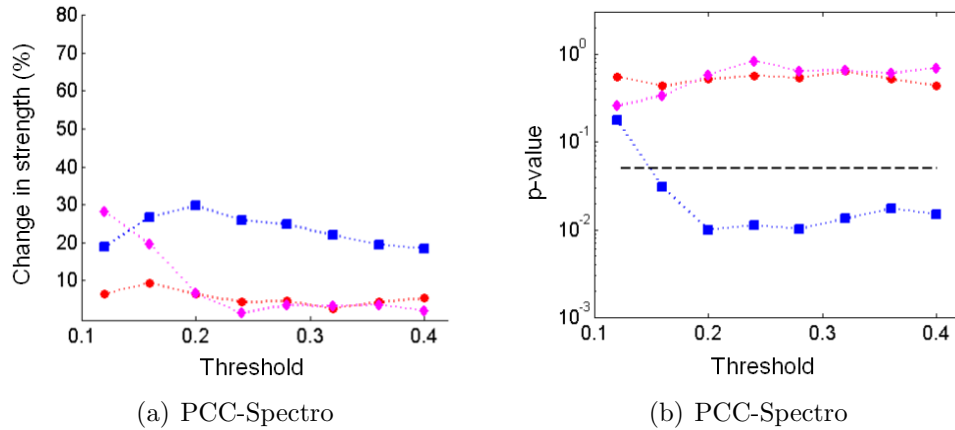 80
70
60
50
40
30
20
10
Change in strength (%)
0.1 0.2 0.3 0.4
Threshold
(a) PCC-Spectro
10^0
10^-1
10^-2
10^-3
p-value
0.1 0.2 0.3 0.4
Threshold
(b) PCC-Spectro